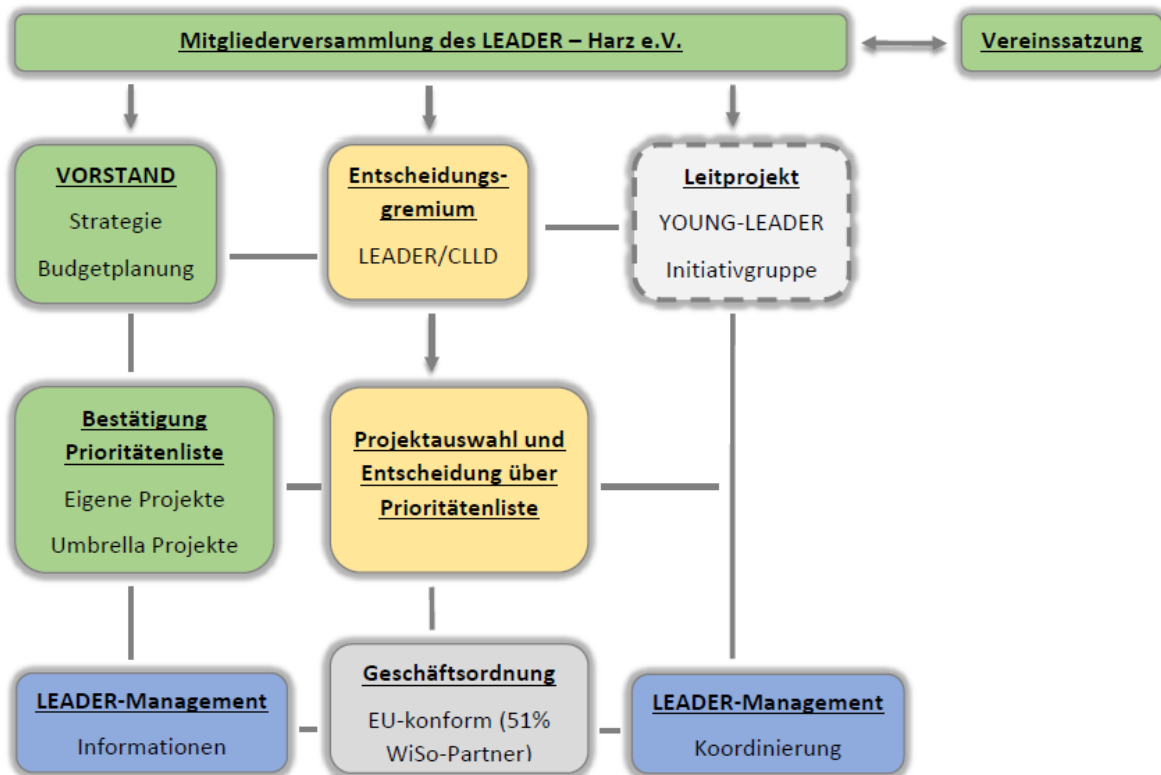 Mitgliederversammlung des LEADER – Harz e.V.
Vereinssatzung
VORSTAND
Strategie
Budgetplanung
Entscheidungs-
gremium
LEADER/CLLD
Leitprojekt
YOUNG-LEADER
Initiativgruppe
Bestätigung
Prioritätenliste
Eigene Projekte
Umbrella Projekte
Projektauswahl und
Entscheidung über
Prioritätenliste
LEADER-Management
Informationen
Geschäftsordnung
EU-konform (51%
WiSo-Partner)
LEADER-Management
Koordinierung